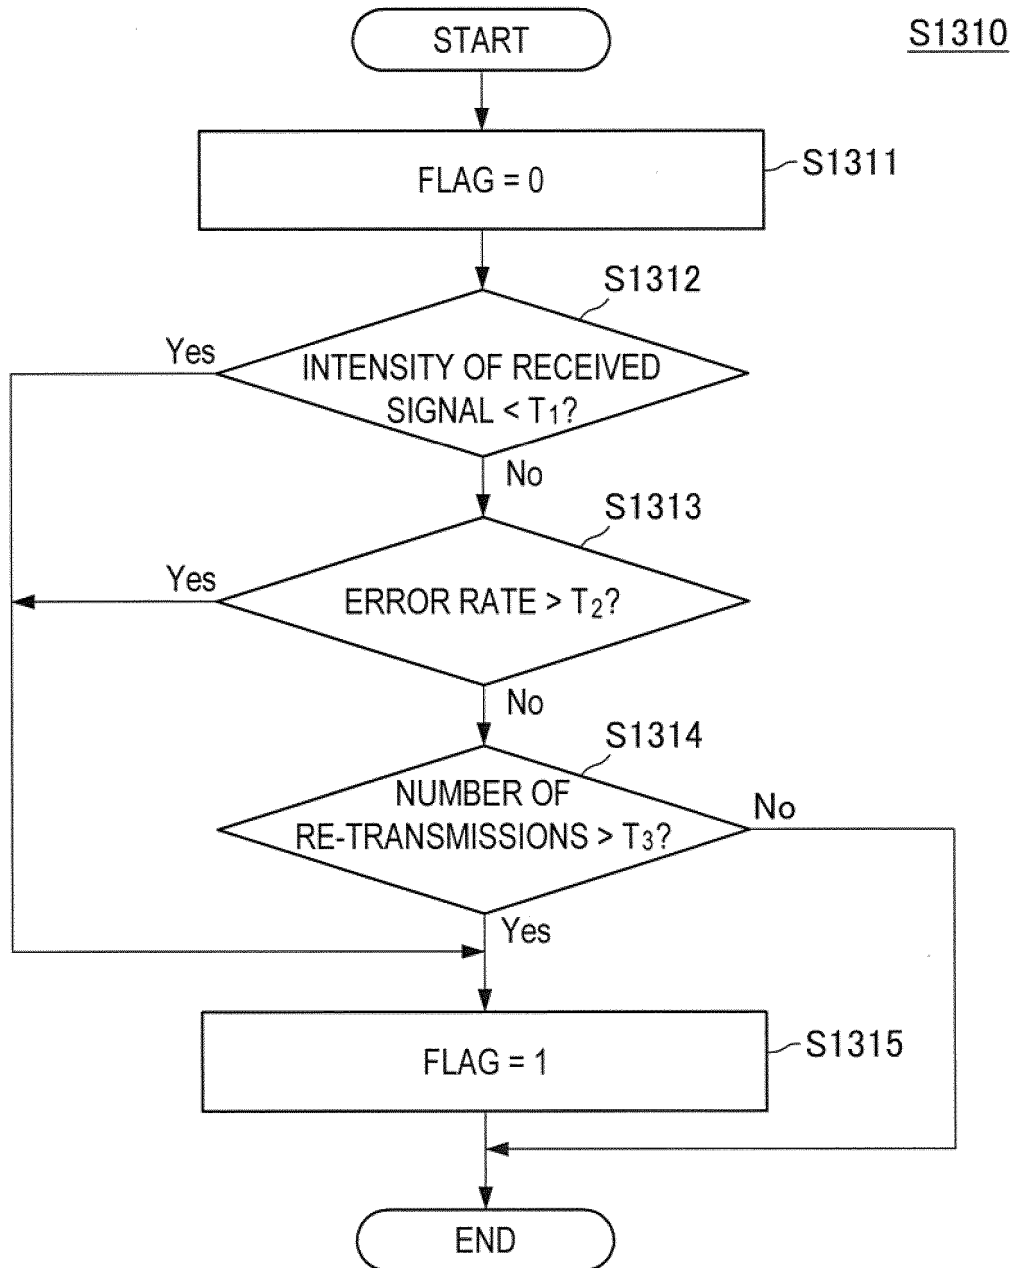 START
S1310
FLAG = 0
S1311
S1312
Yes
INTENSITY OF RECEIVED
SIGNAL < T1?
No
S1313
Yes
ERROR RATE > T2?
No
S1314
NUMBER OF
RE-TRANSMISSIONS > T3?
No
Yes
FLAG = 1
S1315
END